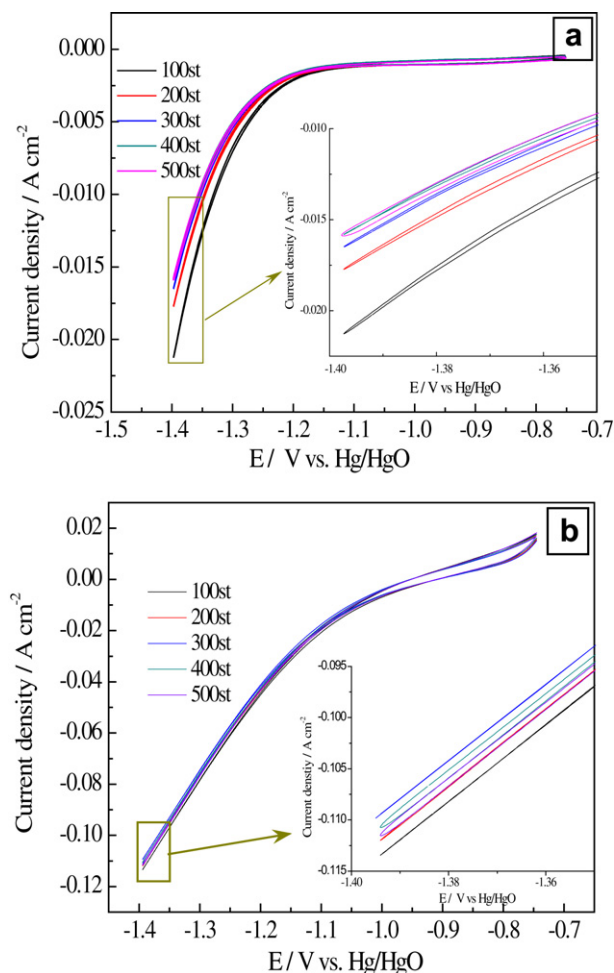 a
0.000
-0.005
-0.010
-0.015
-0.020
-0.025
Current density / A cm-2
100st
200st
300st
400st
500st
-0.010
-0.015
-0.020
Current density / A cm-2
-1.40 -1.38 -1.36
E / V vs Hg/HgO
-1.5 -1.4 -1.3 -1.2 -1.1 -1.0 -0.9 -0.8 -0.7
E / V vs. Hg/HgO
b
0.02
0.00
-0.02
-0.04
-0.06
-0.08
-0.10
-0.12
Current density / A cm-2
100st
200st
300st
400st
500st
-0.095
-0.100
-0.105
-0.110
-0.115
Current density / A cm-2
-1.40 -1.38 -1.36
E / V vs Hg/HgO
-1.4 -1.3 -1.2 -1.1 -1.0 -0.9 -0.8 -0.7
E / V vs. Hg/HgO